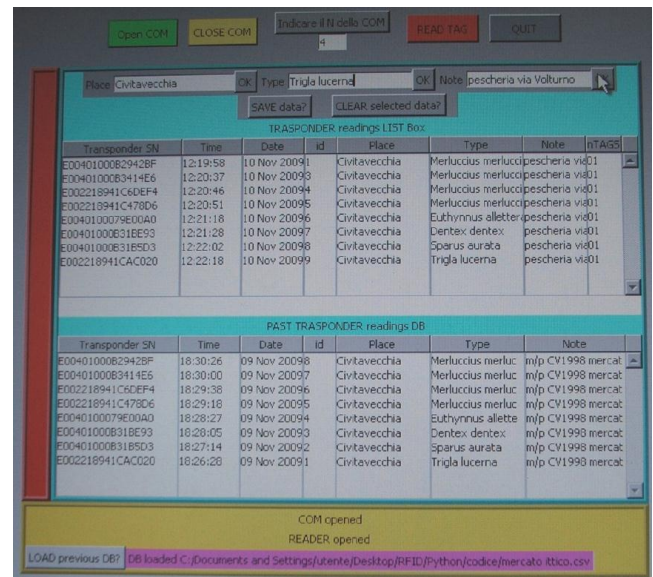 Open COM CLOSE COM Indicare il N della COM READ TAG QUIT
4
Place Civitavecchia OK Type Trigla lucerna OK Note pescheria via Volturno
SAVE data? CLEAR selected data?
TRASPONDER readings LIST Box
Transponder SN Time Date id Place Type Note nTAGS
E00401000B2942BF 12:19:58 10 Nov 2009 1 Civitavecchia Merluccius merlucci pescheria via 01
E00401000B3414E6 12:20:37 10 Nov 2009 3 Civitavecchia Merluccius merlucci pescheria via 01
E002218941C6DEF4 12:20:46 10 Nov 2009 4 Civitavecchia Merluccius merlucci pescheria via 01
E002218941C478D6 12:20:51 10 Nov 2009 5 Civitavecchia Merluccius merlucci pescheria via 01
E0040100079E00A0 12:21:18 10 Nov 2009 6 Civitavecchia Euthynnus alletter pescheria via 01
E00401000B31BE93 12:21:28 10 Nov 2009 7 Civitavecchia Dentex dentex pescheria via 01
E00401000B31B5D3 12:22:02 10 Nov 2009 8 Civitavecchia Sparus aurata pescheria via 01
E002218941CAC020 12:22:18 10 Nov 2009 9 Civitavecchia Trigla lucerna pescheria via 01
PAST TRASPONDER readings DB
Transponder SN Time Date id Place Type Note
E00401000B2942BF 18:30:26 09 Nov 2009 8 Civitavecchia Merluccius merluc m/p CV1998 mercat
E00401000B3414E6 18:30:00 09 Nov 2009 7 Civitavecchia Merluccius merluc m/p CV1998 mercat
E002218941C6DEF4 18:29:38 09 Nov 2009 6 Civitavecchia Merluccius merluc m/p CV1998 mercat
E002218941C478D6 18:29:18 09 Nov 2009 5 Civitavecchia Merluccius merluc m/p CV1998 mercat
E0040100079E00A0 18:28:27 09 Nov 2009 4 Civitavecchia Euthynnus allette m/p CV1998 mercat
E00401000B31BE93 18:28:05 09 Nov 2009 3 Civitavecchia Dentex dentex m/p CV1998 mercat
E00401000B31B5D3 18:27:14 09 Nov 2009 2 Civitavecchia Sparus aurata m/p CV1998 mercat
E002218941CAC020 18:26:28 09 Nov 2009 1 Civitavecchia Trigla lucerna m/p CV1998 mercat
COM opened
READER opened
LOAD previous DB? DB loaded C:/Documents and Settings/utente/Desktop/RFID/Python/codice/mercato ittico.csv